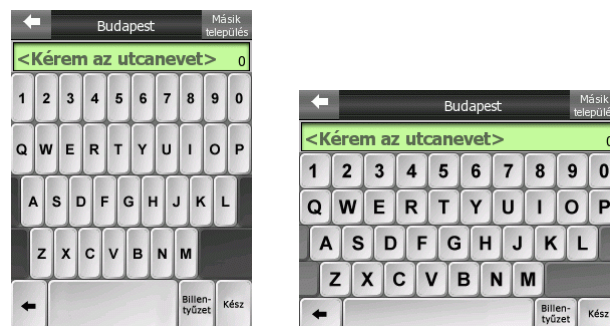 Budapest
Másik
település
<Kérem az utcanevet> 0
1 2 3 4 5 6 7 8 9 0
Q W E R T Y U I O P
A S D F G H J K L
Z X C V B N M
Billen-
tyűzet
Kész
Budapest
Másik
települé
<Kérem az utcanevet> 0
1 2 3 4 5 6 7 8 9 0
Q W E R T Y U I O P
A S D F G H J K L
Z X C V B N M
Billen-
tyűzet
Kész